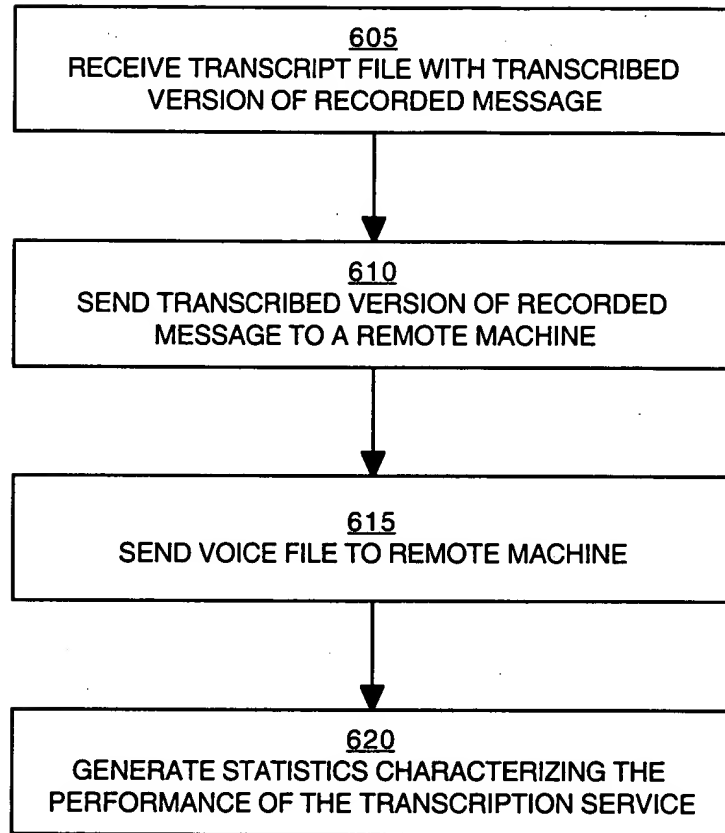 605
RECEIVE TRANSCRIPT FILE WITH TRANSCRIBED
VERSION OF RECORDED MESSAGE
610
SEND TRANSCRIBED VERSION OF RECORDED
MESSAGE TO A REMOTE MACHINE
615
SEND VOICE FILE TO REMOTE MACHINE
620
GENERATE STATISTICS CHARACTERIZING THE
PERFORMANCE OF THE TRANSCRIPTION SERVICE